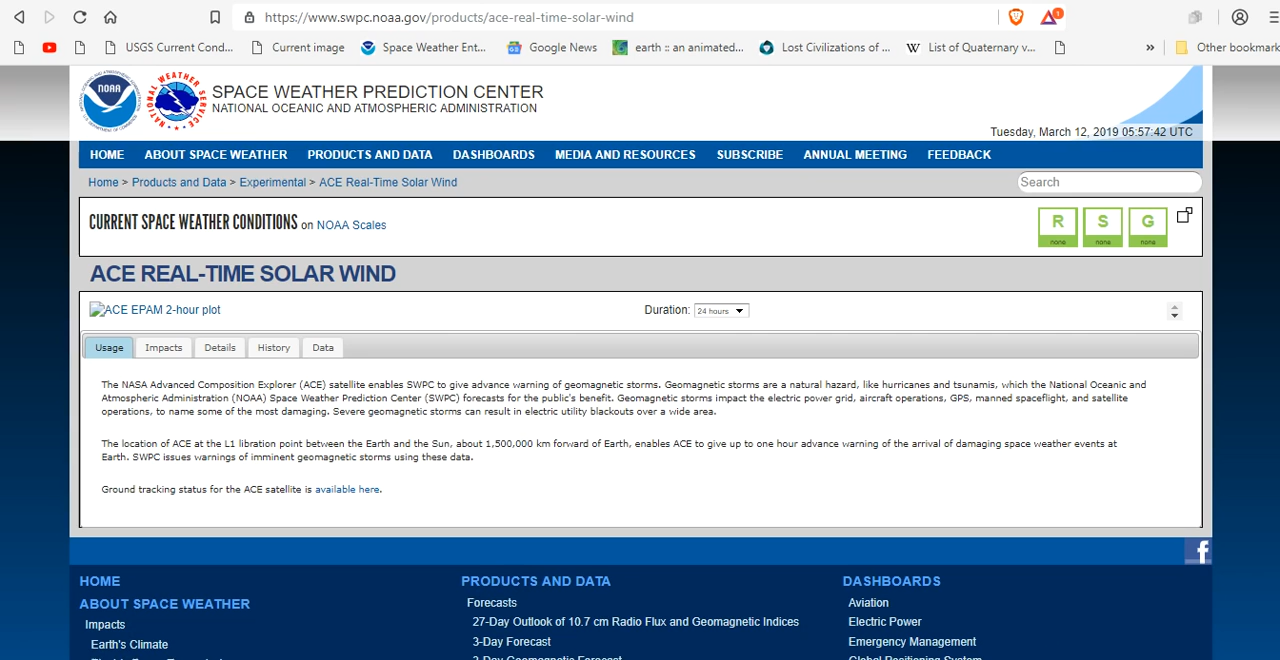 https://www.swpc.noaa.gov/products/ace-real-time-solar-wind
1
USGS Current Cond... Current image Space Weather Ent... Google News earth :: an animated... Lost Civilizations of ... W List of Quaternary v... » Other bookmark
NOAA
NATIONAL WEATHER SERVICE
SPACE WEATHER PREDICTION CENTER
NATIONAL OCEANIC AND ATMOSPHERIC ADMINISTRATION
Tuesday, March 12, 2019 05:57:42 UTC
HOME ABOUT SPACE WEATHER PRODUCTS AND DATA DASHBOARDS MEDIA AND RESOURCES SUBSCRIBE ANNUAL MEETING FEEDBACK
Home > Products and Data > Experimental > ACE Real-Time Solar Wind Search
CURRENT SPACE WEATHER CONDITIONS on NOAA Scales
R S G
none none none
ACE REAL-TIME SOLAR WIND
ACE EPAM 2-hour plot Duration: 24 hours
Usage Impacts Details History Data
The NASA Advanced Composition Explorer (ACE) satellite enables SWPC to give advance warning of geomagnetic storms. Geomagnetic storms are a natural hazard, like hurricanes and tsunamis, which the National Oceanic and
Atmospheric Administration (NOAA) Space Weather Prediction Center (SWPC) forecasts for the public's benefit. Geomagnetic storms impact the electric power grid, aircraft operations, GPS, manned spaceflight, and satellite
operations, to name some of the most damaging. Severe geomagnetic storms can result in electric utility blackouts over a wide area.
The location of ACE at the L1 libration point between the Earth and the Sun, about 1,500,000 km forward of Earth, enables ACE to give up to one hour advance warning of the arrival of damaging space weather events at
Earth. SWPC issues warnings of imminent geomagnetic storms using these data.
Ground tracking status for the ACE satellite is available here.
f
HOME PRODUCTS AND DATA DASHBOARDS
ABOUT SPACE WEATHER Forecasts Aviation
Impacts 27-Day Outlook of 10.7 cm Radio Flux and Geomagnetic Indices Electric Power
Earth's Climate 3-Day Forecast Emergency Management